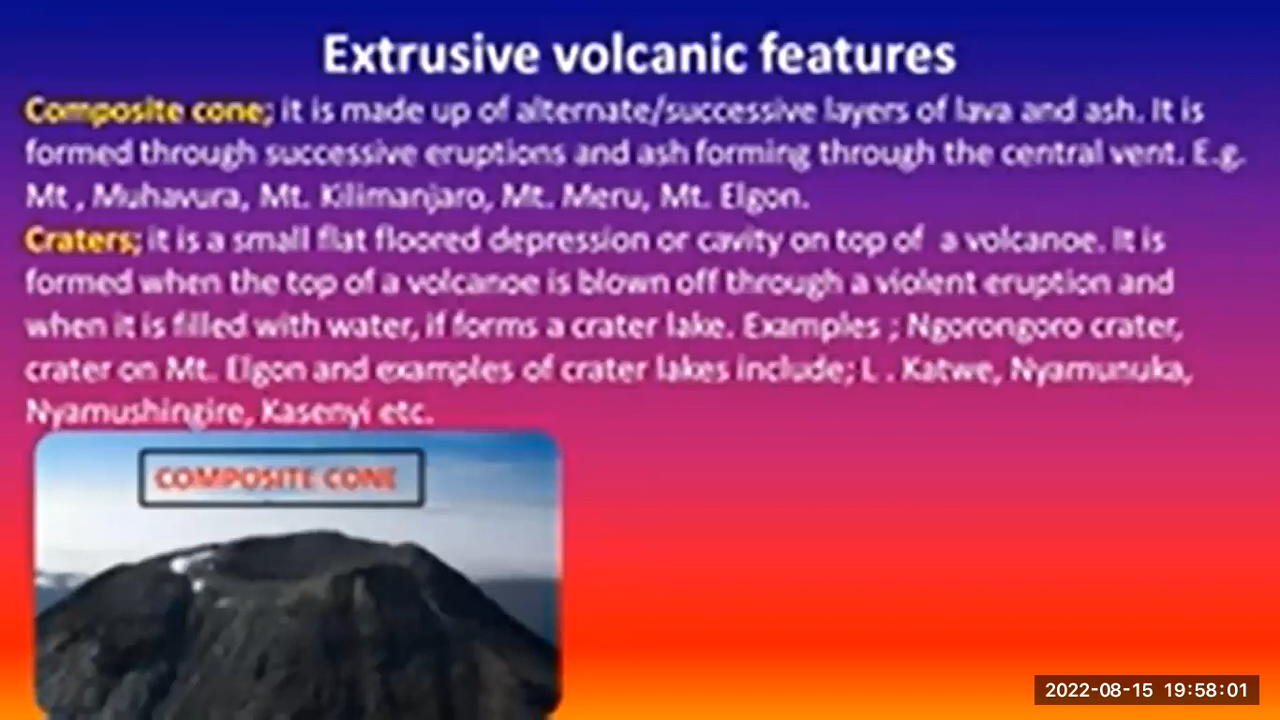 Extrusive volcanic features
Composite cone; it is made up of alternate/successive layers of lava and ash. It is
formed through successive eruptions and ash forming through the central vent. E.g.
Mt , Muhavura, Mt. Kilimanjaro, Mt. Meru, Mt. Elgon.
Craters; it is a small flat floored depression or cavity on top of a volcanoe. It is
formed when the top of a volcanoe is blown off through a violent eruption and
when it is filled with water, if forms a crater lake. Examples ; Ngorongoro crater,
crater on Mt. Elgon and examples of crater lakes include; L . Katwe, Nyamunuka,
Nyamushingire, Kasenyi etc.
COMPOSITE CONE
2022-08-15 19:58:01